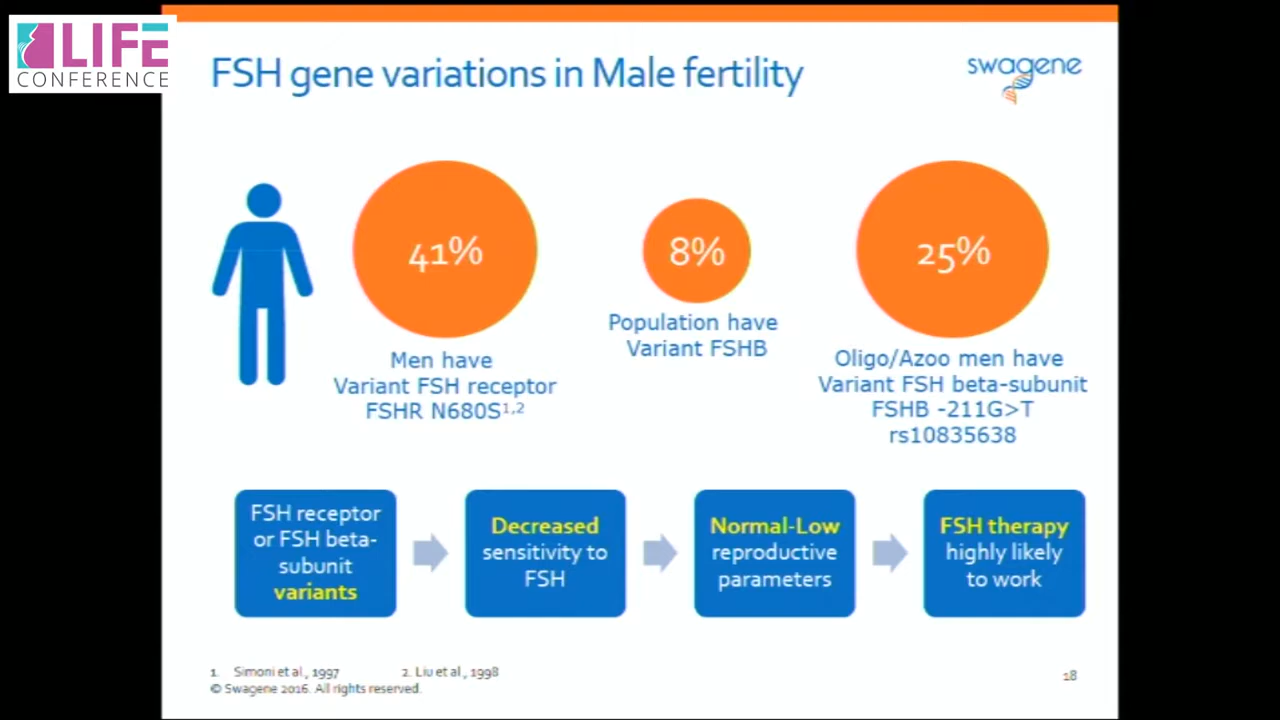 LIFE
CONFERENCE
FSH gene variations in Male fertility
swagene
41%
Men have
Variant FSH receptor
FSHR N680S¹,²
8%
Population have
Variant FSHB
25%
Oligo/Azoo men have
Variant FSH beta-subunit
FSHB -211G>T
rs10835638
FSH receptor
or FSH beta-
subunit
variants
Decreased
sensitivity to
FSH
Normal-Low
reproductive
parameters
FSH therapy
highly likely
to work
1. Simoni et al., 1997 2. Liu et al., 1998
© Swagene 2016. All rights reserved.
18